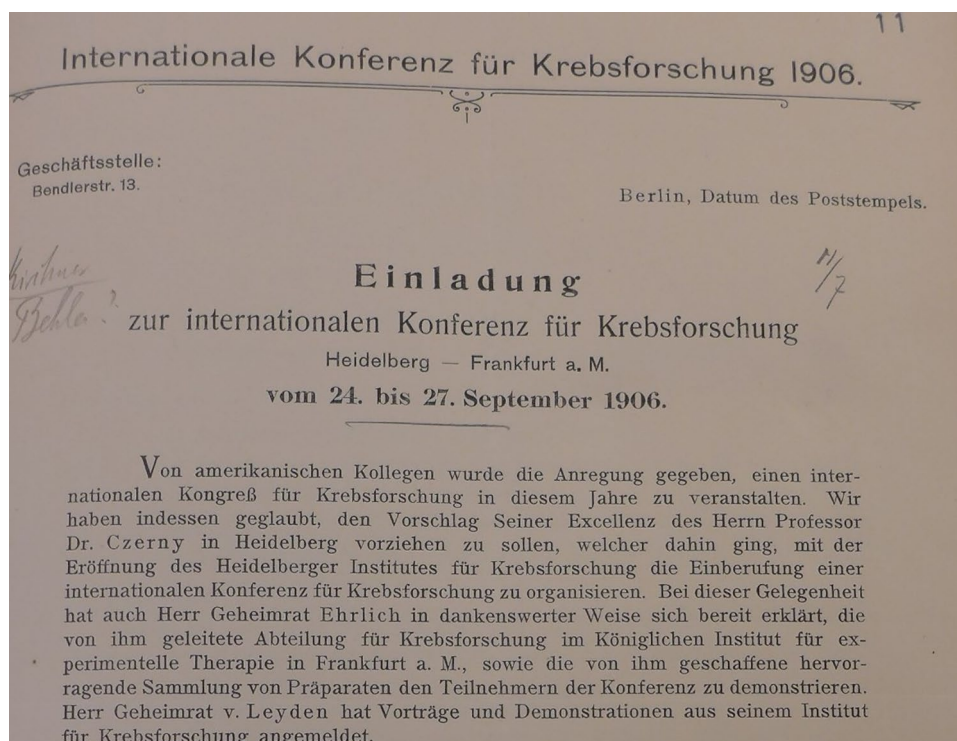 11
Internationale Konferenz für Krebsforschung 1906.
Geschäftsstelle:
Bendlerstr. 13.
Berlin, Datum des Poststempels.
Einladung
zur internationalen Konferenz für Krebsforschung
Heidelberg — Frankfurt a. M.
vom 24. bis 27. September 1906.
Von amerikanischen Kollegen wurde die Anregung gegeben, einen inter-
nationalen Kongreß für Krebsforschung in diesem Jahre zu veranstalten. Wir
haben indessen geglaubt, den Vorschlag Seiner Excellenz des Herrn Professor
Dr. Czerny in Heidelberg vorziehen zu sollen, welcher dahin ging, mit der
Eröffnung des Heidelberger Institutes für Krebsforschung die Einberufung einer
internationalen Konferenz für Krebsforschung zu organisieren. Bei dieser Gelegenheit
hat auch Herr Geheimrat Ehrlich in dankenswerter Weise sich bereit erklärt, die
von ihm geleitete Abteilung für Krebsforschung im Königlichen Institut für ex-
perimentelle Therapie in Frankfurt a. M., sowie die von ihm geschaffene hervor-
ragende Sammlung von Präparaten den Teilnehmern der Konferenz zu demonstrieren.
Herr Geheimrat v. Leyden hat Vorträge und Demonstrationen aus seinem Institut
für Krebsforschung angemeldet.